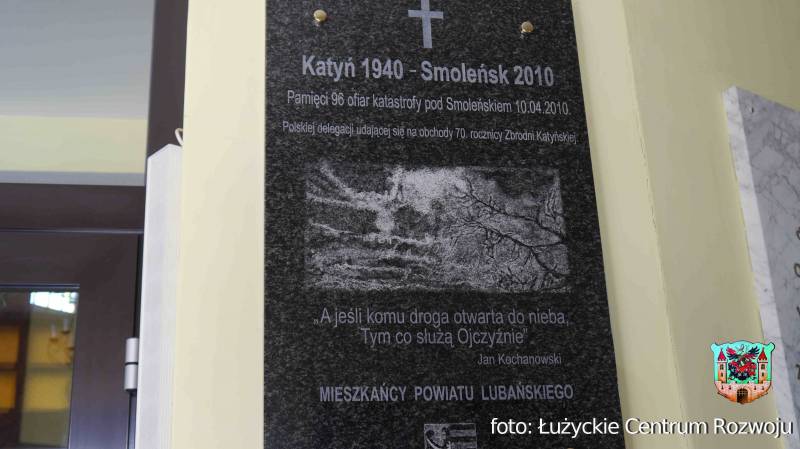 Katyń 1940 - Smoleńsk 2010
Pamięci 96 ofiar katastrofy pod Smoleńskiem 10.04.2010.
Polskiej delegacji udającej się na obchody 70. rocznicy Zbrodni Katyńskiej.
„A jeśli komu droga otwarta do nieba,
Tym co służą Ojczyźnie".
Jan Kochanowski
MIESZKAŃCY POWIATU LUBAŃSKIEGO
foto: Łużyckie Centrum Rozwoju